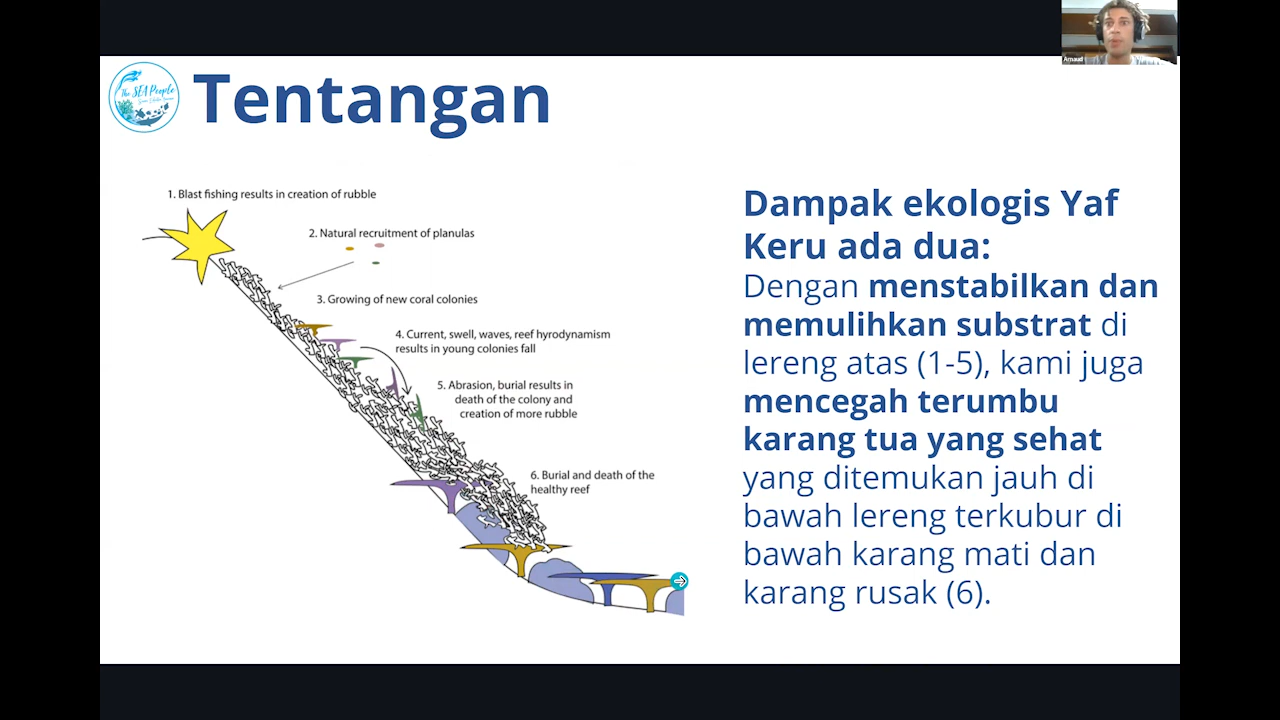 The SEA People
Tentangan
Arnaud
1. Blast fishing results in creation of rubble
2. Natural recruitment of planulas
3. Growing of new coral colonies
4. Current, swell, waves, reef hyrodynamism
results in young colonies fall
5. Abrasion, burial results in
death of the colony and
creation of more rubble
6. Burial and death of the
healthy reef
Dampak ekologis Yaf
Keru ada dua:
Dengan menstabilkan dan
memulihkan substrat di
lereng atas (1-5), kami juga
mencegah terumbu
karang tua yang sehat
yang ditemukan jauh di
bawah lereng terkubur di
bawah karang mati dan
karang rusak (6).